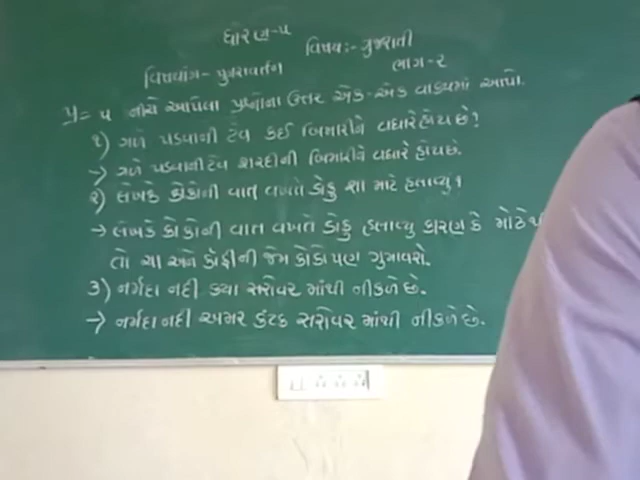 ધોરણ-૫
વિષય:- ગુજરાતી
વિષયાંગ- પુનરાવર્તન
ભાગ-૨
પ્ર= ૫ નીચે આપેલા પ્રશ્નોના ઉત્તર એક-એક વાક્યમાં આપો.
૧) ગળે પડવાની ટેવ કઈ બિમારીને વધારે હોય છે?
→ ગળે પડવાની ટેવ શરદીની બિમારીને વધારે હોય છે.
૨) લેખકે કોકોની વાત વખતે ડોકુ શા માટે હલાવ્યુ?
→ લેખકે કોકોની વાત વખતે ડોકુ હલાવ્યુ કારણ કે
તો ચા અને કોફીની જેમ કોકો પણ ગુમાવશે.
૩) નર્મદા નદી કયા સરોવર માંથી નીકળે છે.
→ નર્મદા નદી અમર કંટક સરોવર માંથી નીકળે છે.